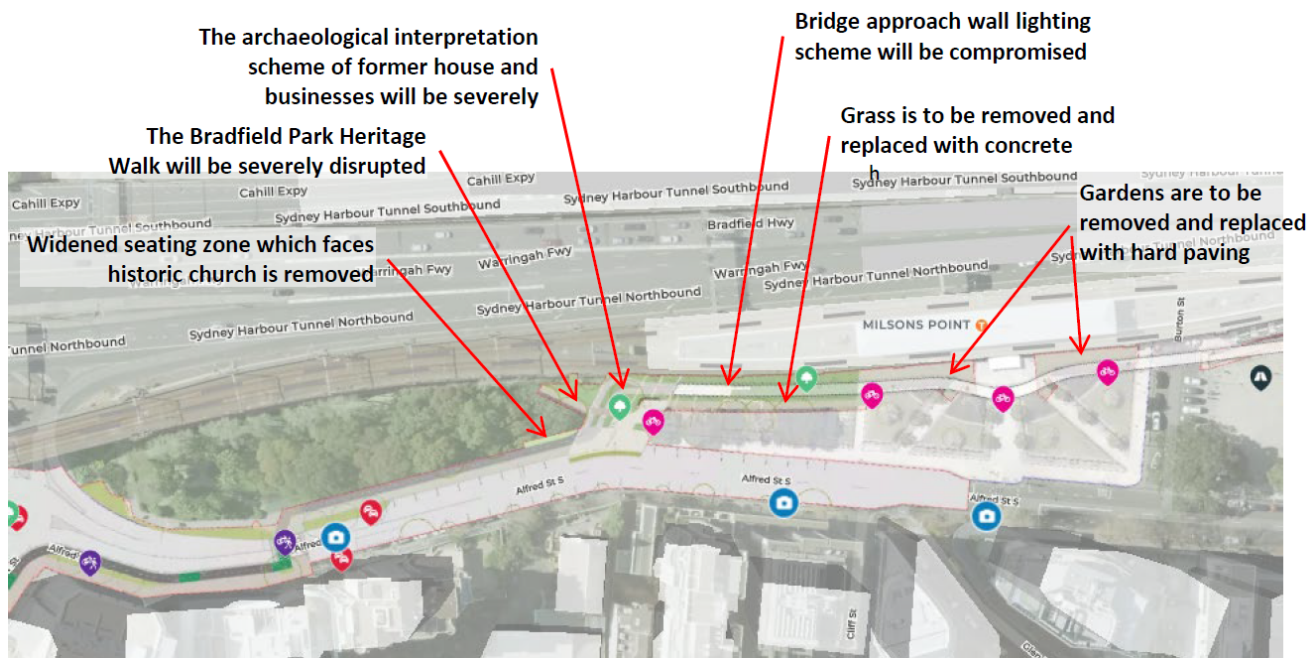 Bridge approach wall lighting
scheme will be compromised
The archaeological interpretation
scheme of former house and
businesses will be severely
Grass is to be removed and
replaced with concrete
h
The Bradfield Park Heritage
Walk will be severely disrupted
Gardens are to be
removed and replaced
with hard paving
Widened seating zone which faces
historic church is removed
Cahill Expy
Cahill Expy
Cahill Expy
Sydney Harbour Tunnel Southbound
Sydney Harbour Tunnel Southbound
Sydney Harbour Tunnel Southbound
Sydney Harbour Tunnel Southbound
Bradfield Hwy
Warringah Fwy
Warringah Fwy
Warringah Fwy
Sydney Harbour Tunnel Northbound
Sydney Harbour Tunnel Northbound
Sydney Harbour Tunnel Northbound
Tunnel Northbound
MILSONS POINT T
Burton St
Alfred St S
Alfred St S
Alfred St S
Cliff St